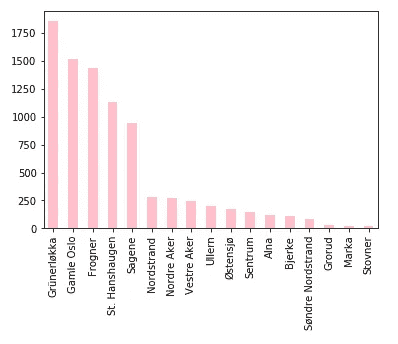 1750
1500
1250
1000
750
500
250
0
Grünerløkka
Gamle Oslo
Frogner
St. Hanshaugen
Sagene
Nordstrand
Nordre Aker
Vestre Aker
Ullern
Østensjø
Sentrum
Alna
Bjerke
Søndre Nordstrand
Grorud
Marka
Stovner